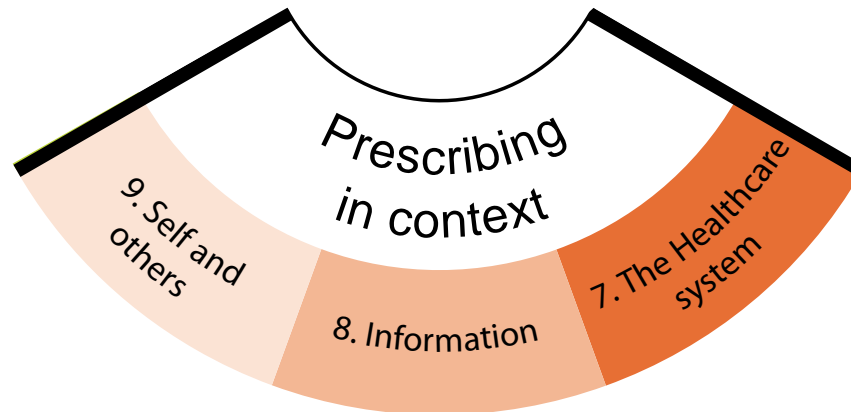 Prescribing
in context
9. Self and
others
8. Information
7. The Healthcare
system